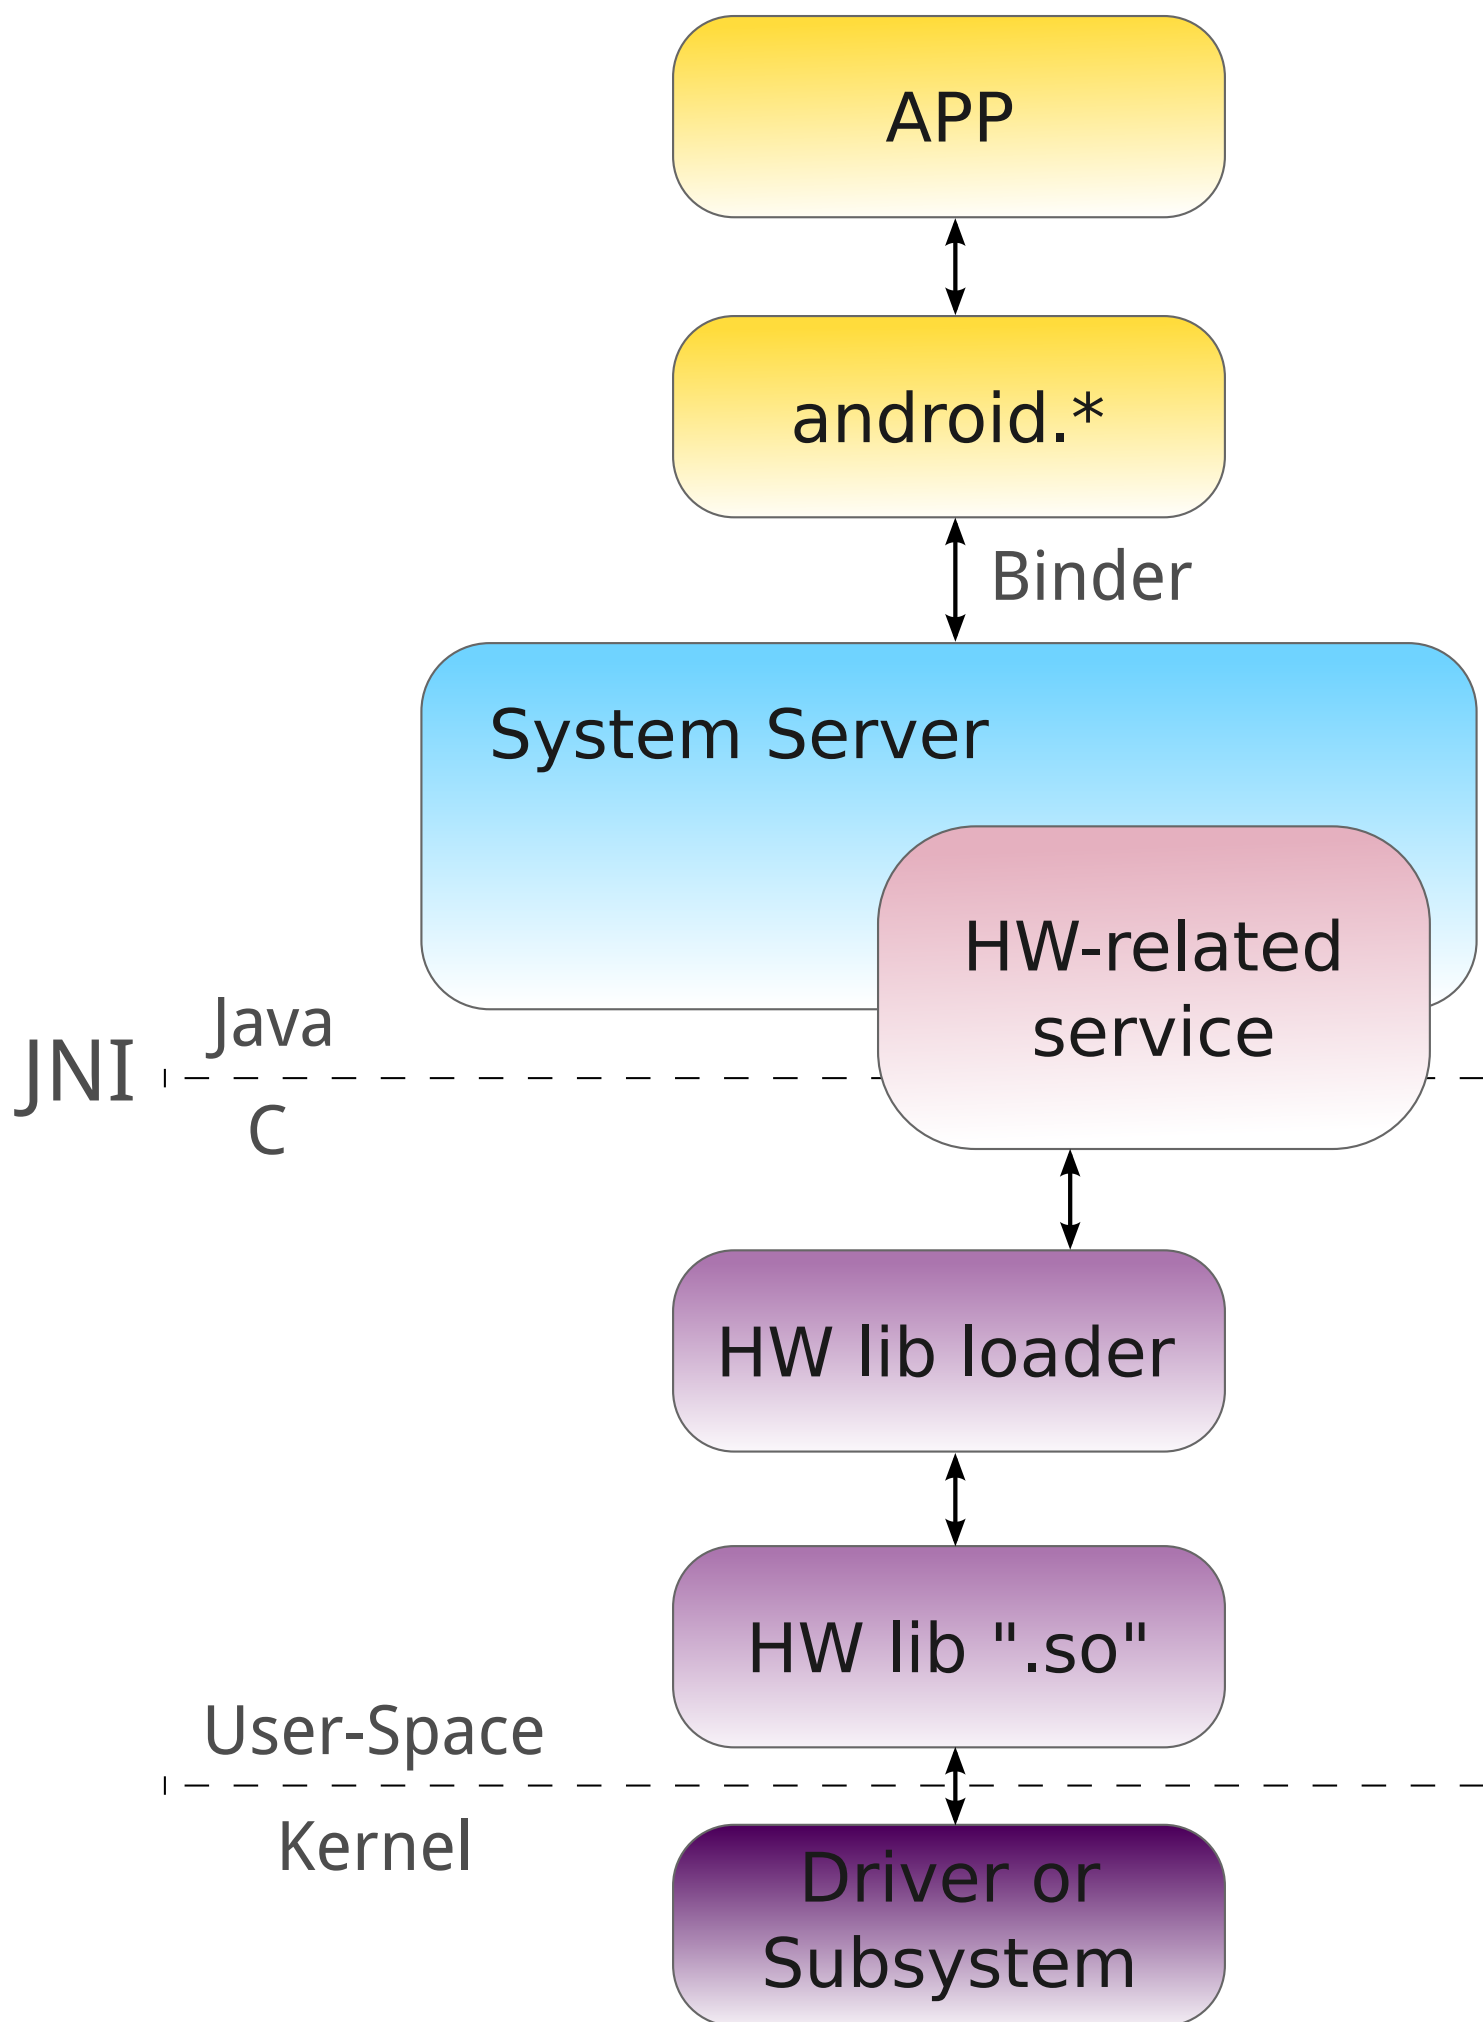 APP
android.*
Binder
System Server
HW-related
service
Java
JNI
C
HW lib loader
HW lib ".so"
User-Space
Kernel
Driver or
Subsystem